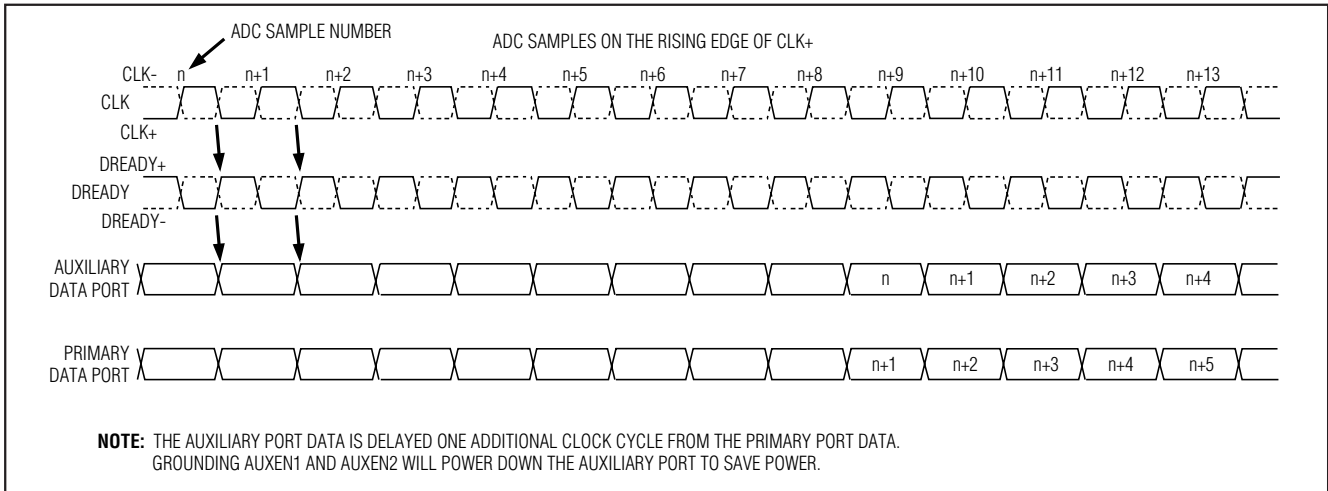 ADC SAMPLE NUMBER
ADC SAMPLES ON THE RISING EDGE OF CLK+
CLK- n n+1 n+2 n+3 n+4 n+5 n+6 n+7 n+8 n+9 n+10 n+11 n+12 n+13
CLK
CLK+
DREADY+
DREADY
DREADY-
AUXILIARY
DATA PORT n n+1 n+2 n+3 n+4
PRIMARY
DATA PORT n+1 n+2 n+3 n+4 n+5
NOTE: THE AUXILIARY PORT DATA IS DELAYED ONE ADDITIONAL CLOCK CYCLE FROM THE PRIMARY PORT DATA.
GROUNDING AUXEN1 AND AUXEN2 WILL POWER DOWN THE AUXILIARY PORT TO SAVE POWER.